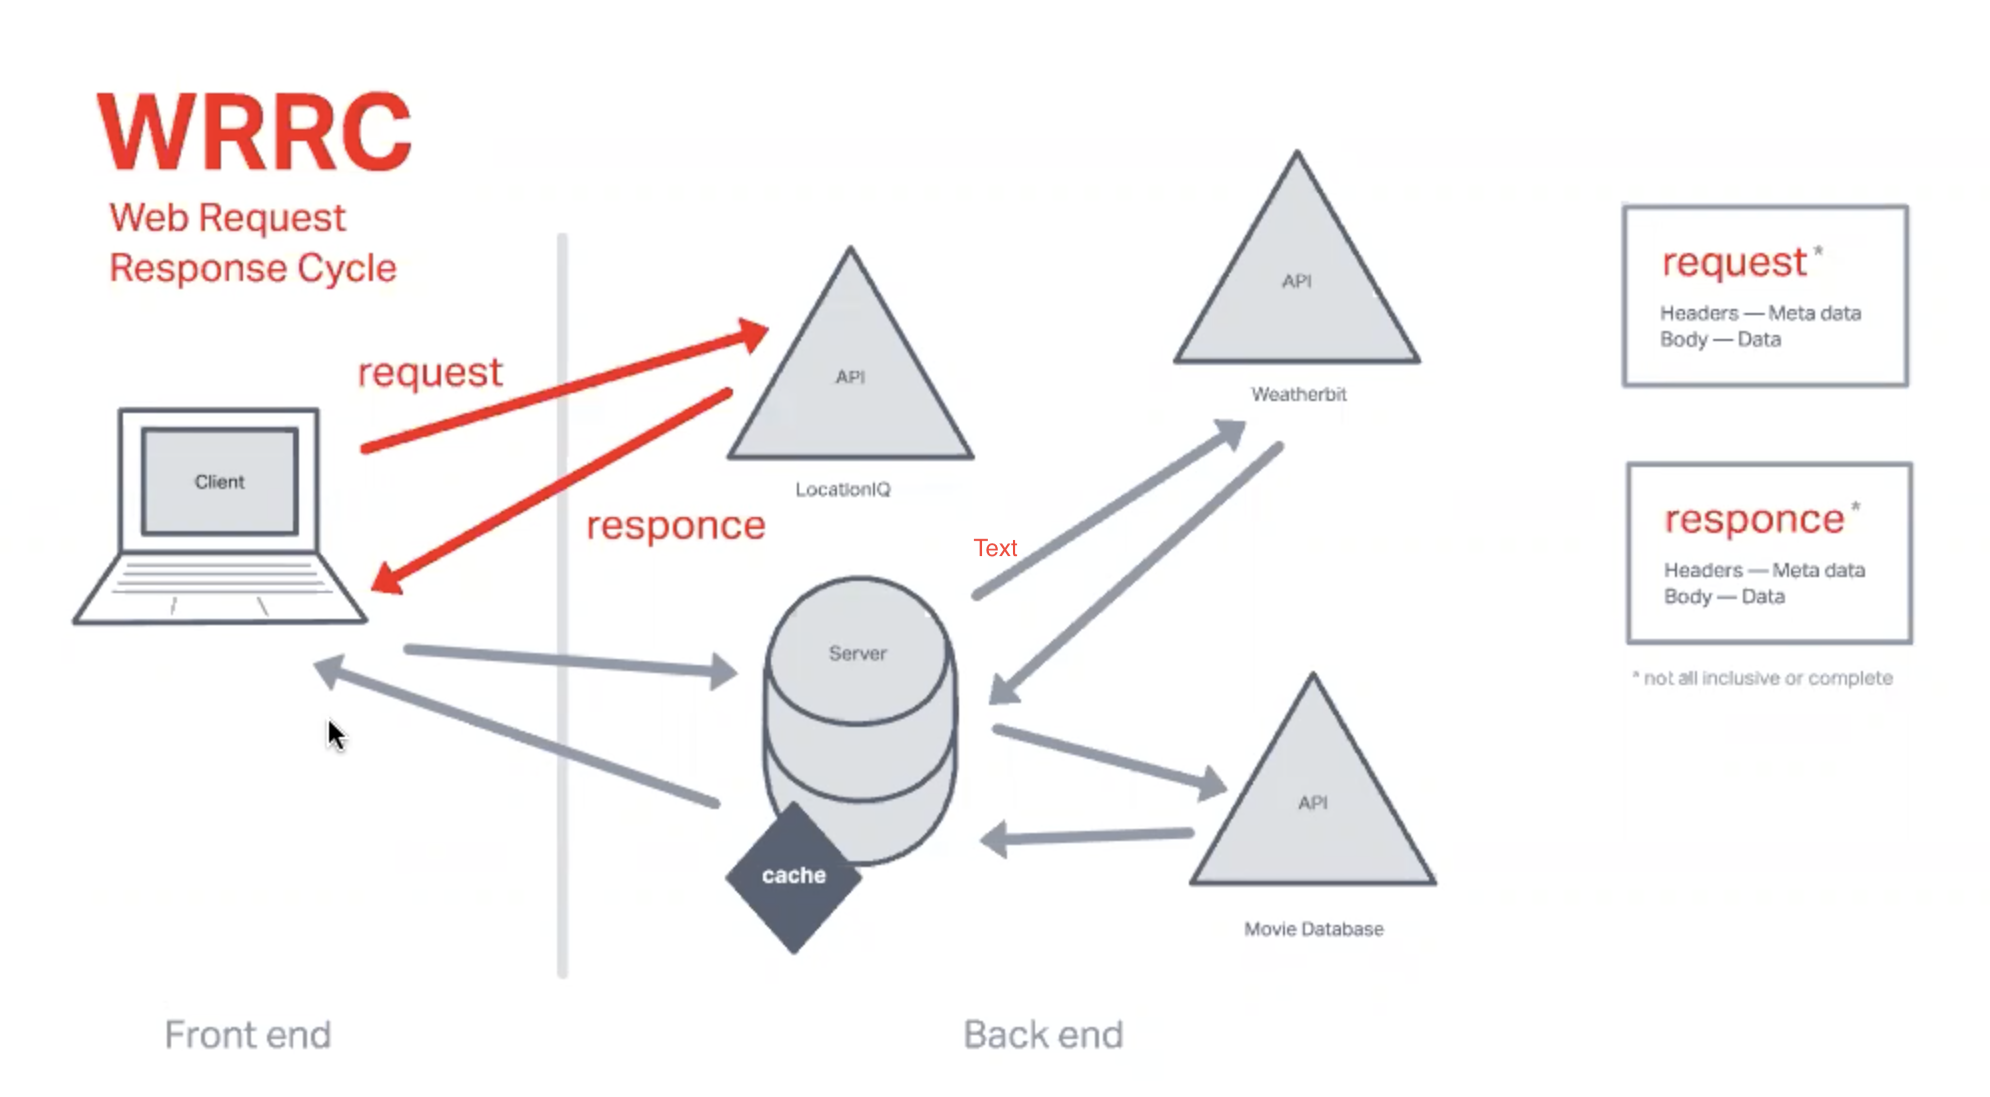 WRRC
Web Request
Response Cycle
request
Client
API
LocationIQ
responce
Text
API
Weatherbit
Server
cache
API
Movie Database
request*
Headers — Meta data
Body — Data
responce*
Headers — Meta data
Body — Data
* not all inclusive or complete
Front end
Back end